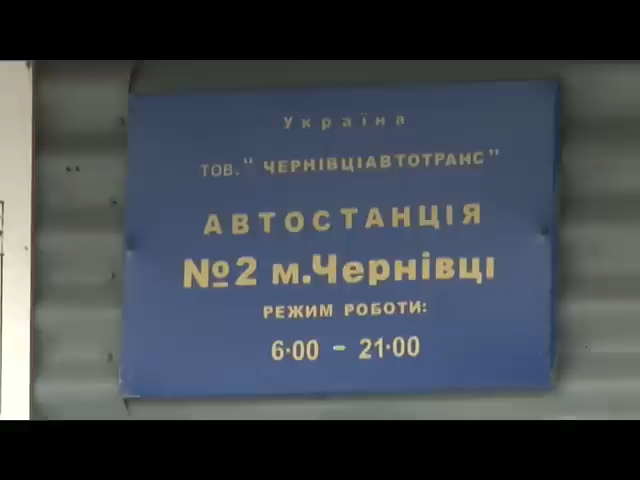 Україна
ТОВ. " ЧЕРНІВЦІАВТОТРАНС"
АВТОСТАНЦІЯ
№2 м.Чернівці
РЕЖИМ РОБОТИ:
6·00 – 21·00